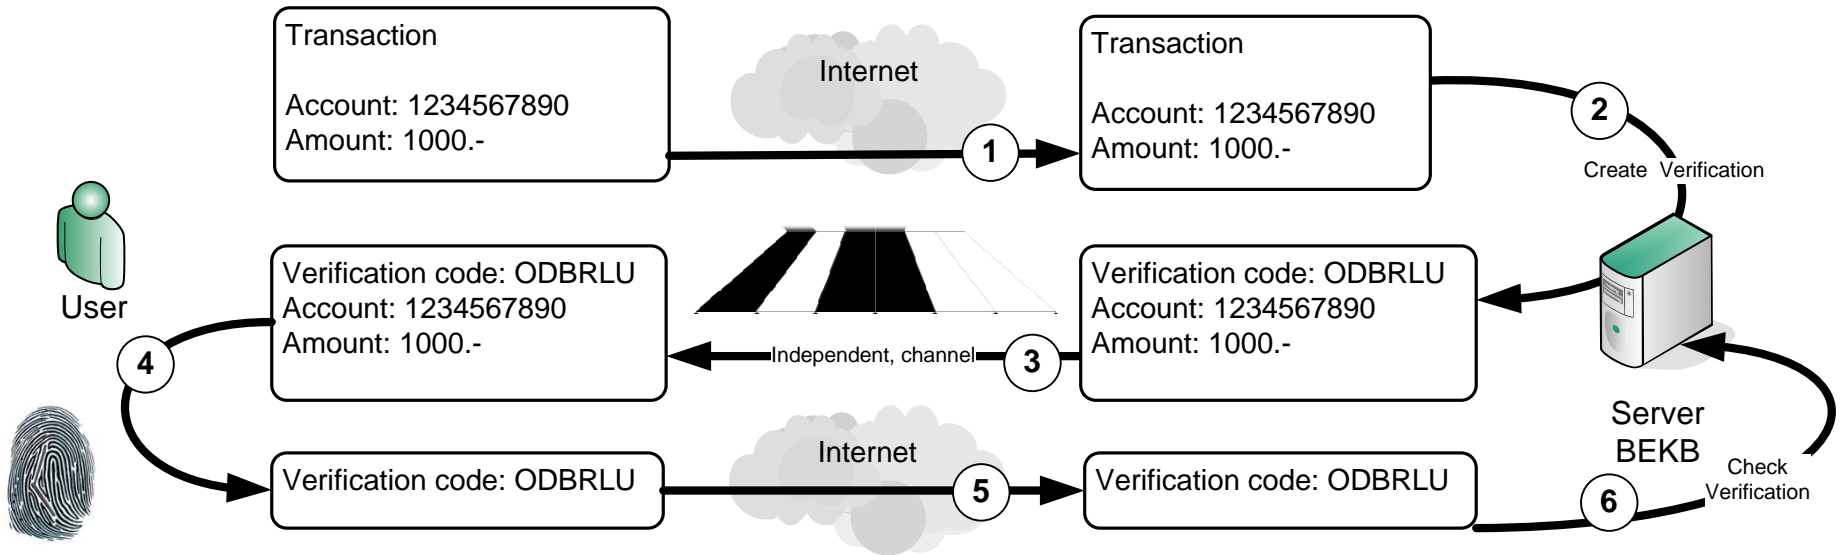 Transaction
Account: 1234567890
Amount: 1000.-
Internet
1
Transaction
Account: 1234567890
Amount: 1000.-
2
Create Verification
User
Verification code: ODBRLU
Account: 1234567890
Amount: 1000.-
Independent, channel
3
Verification code: ODBRLU
Account: 1234567890
Amount: 1000.-
4
Server
BEKB
Verification code: ODBRLU
Internet
5
Verification code: ODBRLU
6
Check
Verification